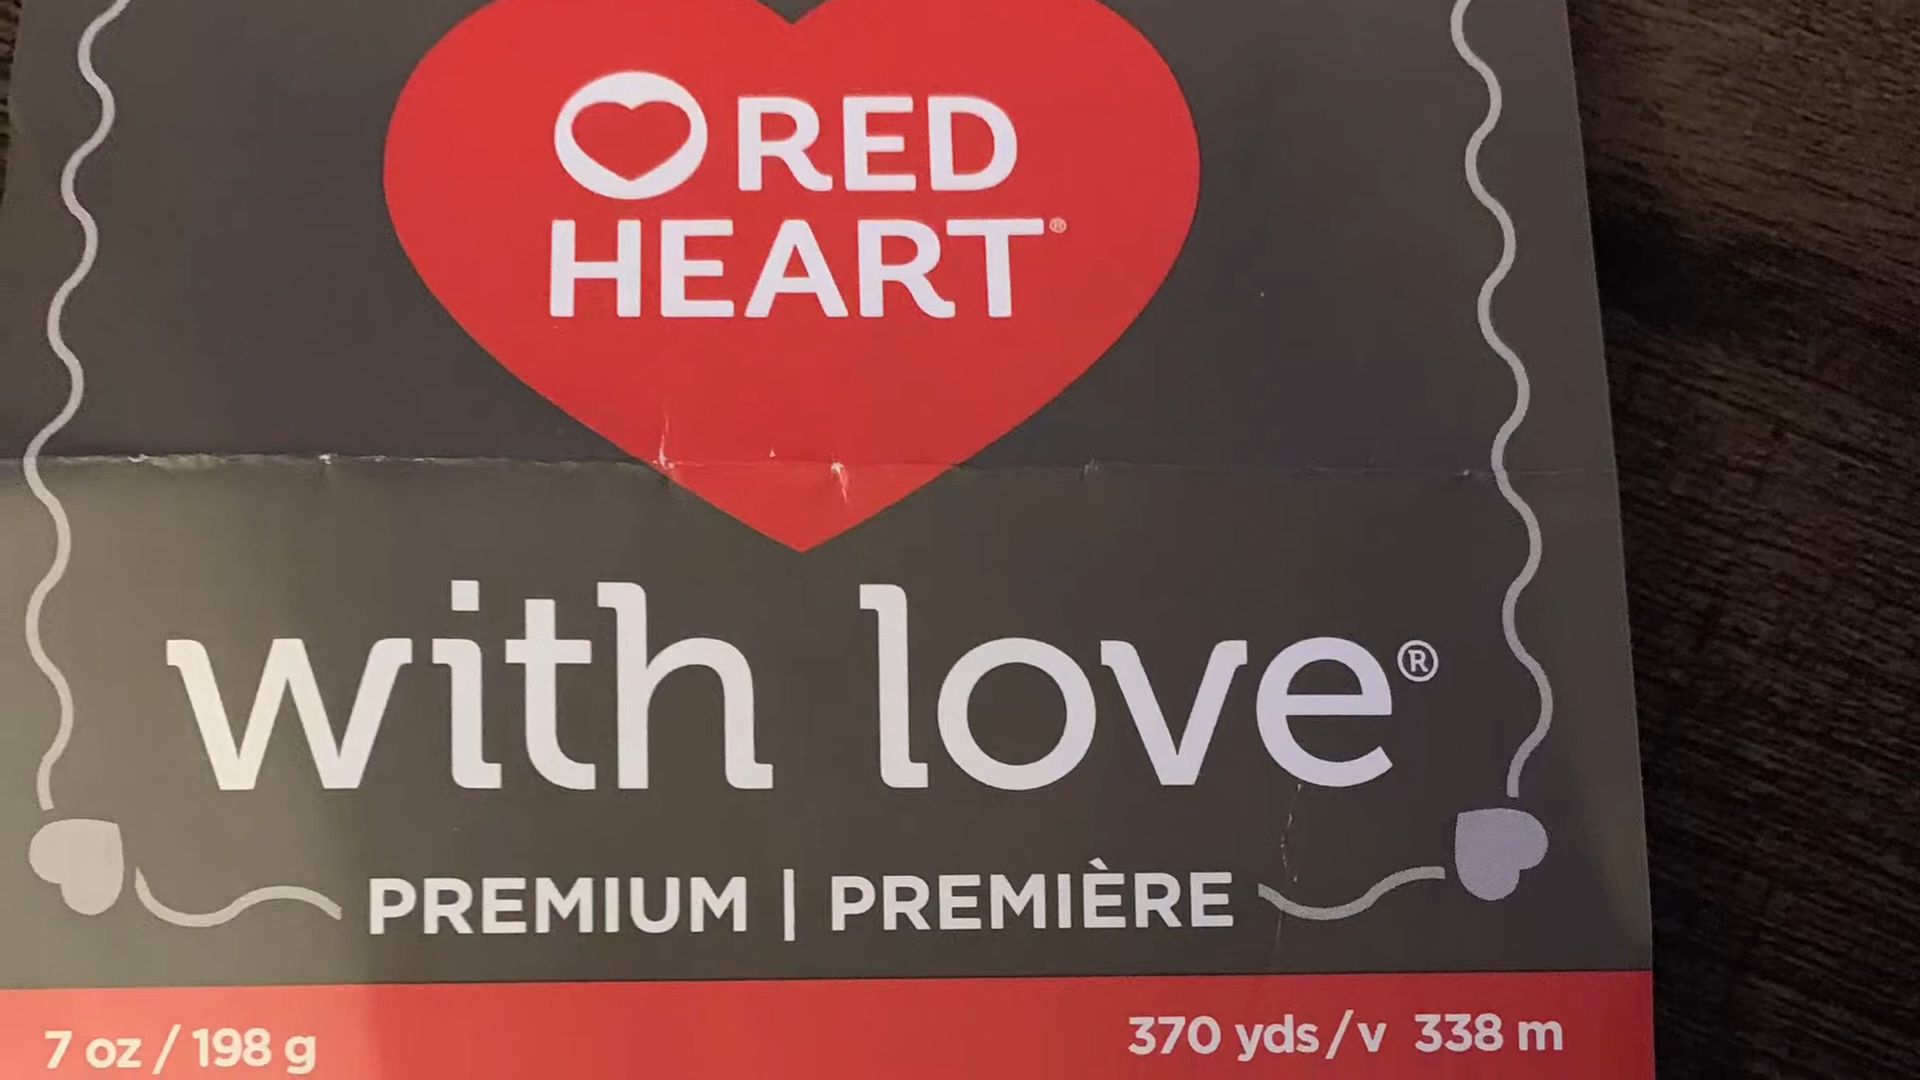 RED
HEART®
with love®
PREMIUM | PREMIÈRE
7 oz / 198 g 370 yds/v 338 m